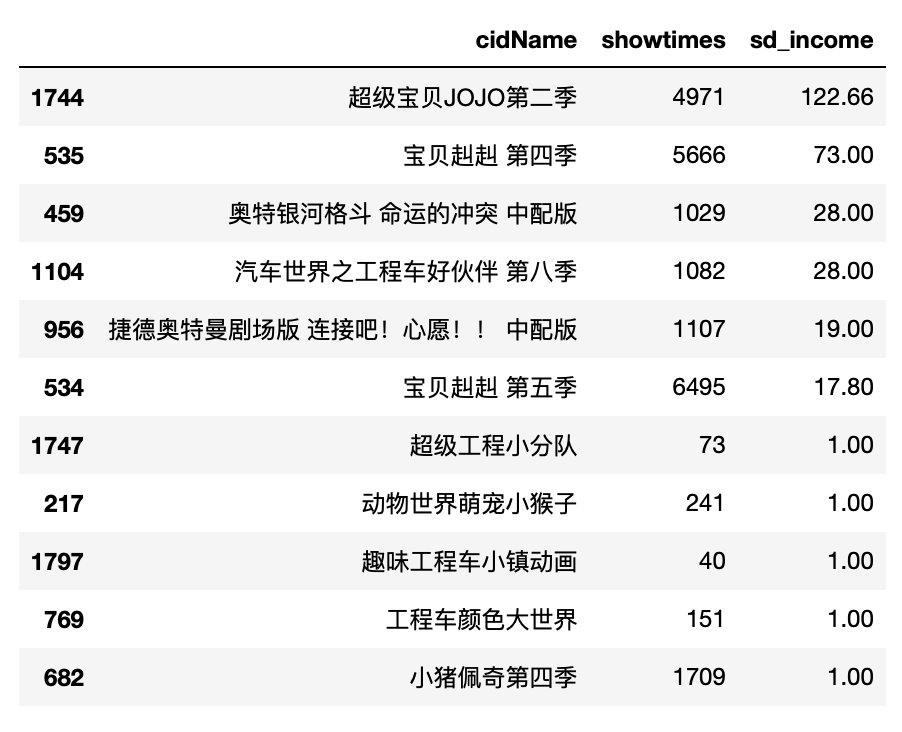 cidName showtimes sd_income
1744 超级宝贝JOJO第二季 4971 122.66
535 宝贝赳赳 第四季 5666 73.00
459 奥特银河格斗 命运的冲突 中配版 1029 28.00
1104 汽车世界之工程车好伙伴 第八季 1082 28.00
956 捷德奥特曼剧场版 连接吧！心愿！！ 中配版 1107 19.00
534 宝贝赳赳 第五季 6495 17.80
1747 超级工程小分队 73 1.00
217 动物世界萌宠小猴子 241 1.00
1797 趣味工程车小镇动画 40 1.00
769 工程车颜色大世界 151 1.00
682 小猪佩奇第四季 1709 1.00